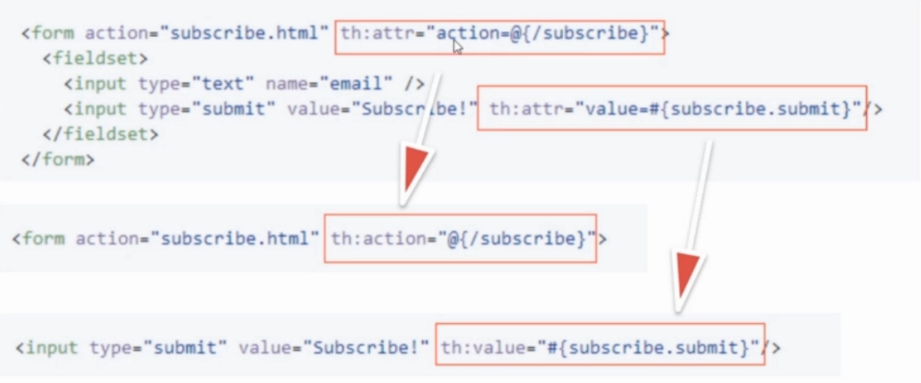 <form action="subscribe.html" th:attr="action=@{/subscribe}">
<fieldset>
<input type="text" name="email" />
<input type="submit" value="Subscribe!" th:attr="value=#{subscribe.submit}"/>
</fieldset>
</form>
<form action="subscribe.html" th:action="@{/subscribe}">
<input type="submit" value="Subscribe!" th:value="#{subscribe.submit}"/>